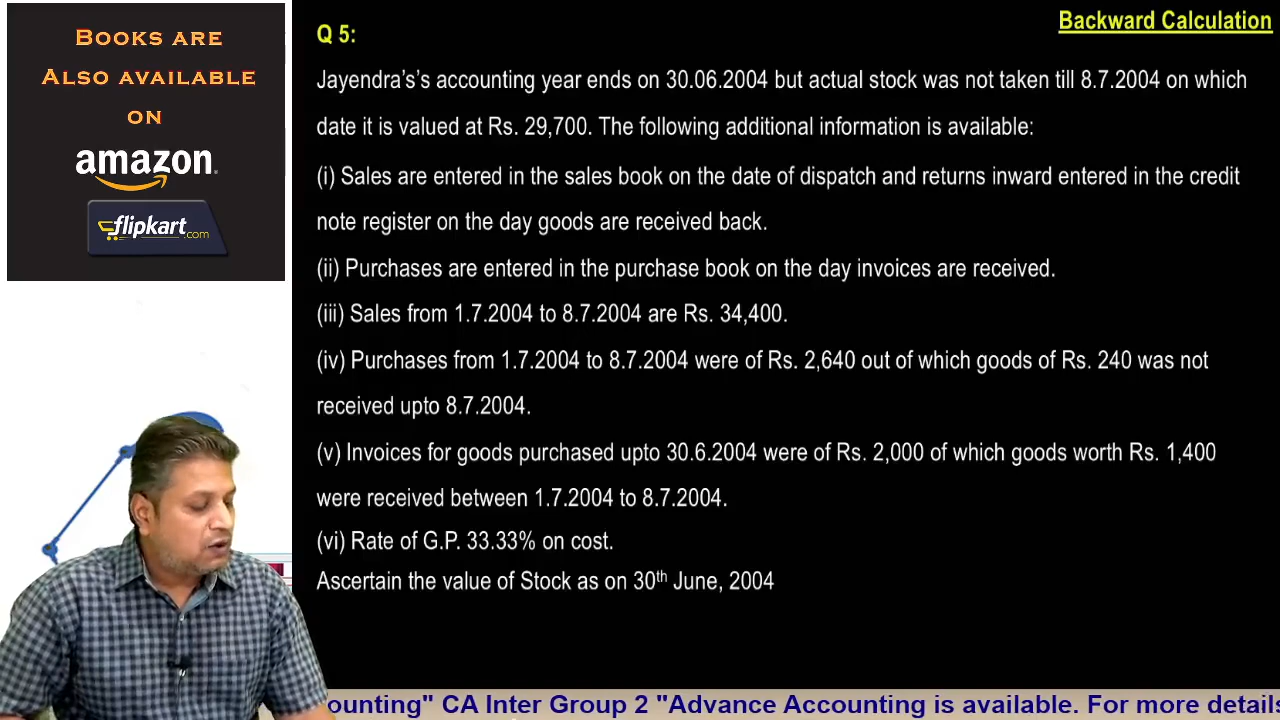 Books are
Also available
on
amazon
flipkart.com
Backward Calculation
Q 5:
Jayendra's's accounting year ends on 30.06.2004 but actual stock was not taken till 8.7.2004 on which
date it is valued at Rs. 29,700. The following additional information is available:
(i) Sales are entered in the sales book on the date of dispatch and returns inward entered in the credit
note register on the day goods are received back.
(ii) Purchases are entered in the purchase book on the day invoices are received.
(iii) Sales from 1.7.2004 to 8.7.2004 are Rs. 34,400.
(iv) Purchases from 1.7.2004 to 8.7.2004 were of Rs. 2,640 out of which goods of Rs. 240 was not
received upto 8.7.2004.
(v) Invoices for goods purchased upto 30.6.2004 were of Rs. 2,000 of which goods worth Rs. 1,400
were received between 1.7.2004 to 8.7.2004.
(vi) Rate of G.P. 33.33% on cost.
Ascertain the value of Stock as on 30th June, 2004
ounting" CA Inter Group 2 "Advance Accounting is available. For more details